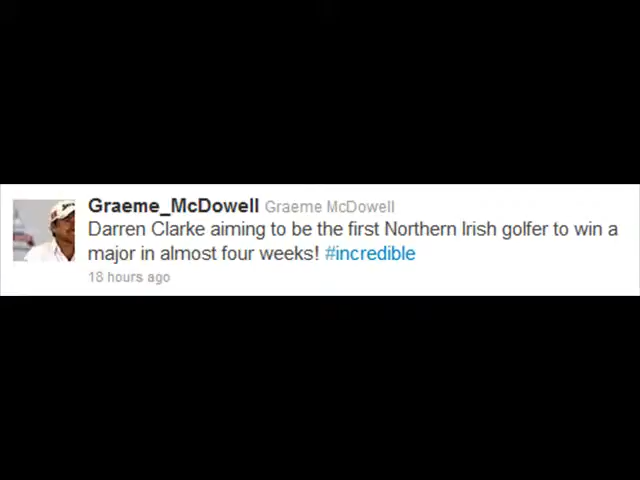 Graeme_McDowell Graeme McDowell
Darren Clarke aiming to be the first Northern Irish golfer to win a
major in almost four weeks! #incredible
18 hours ago